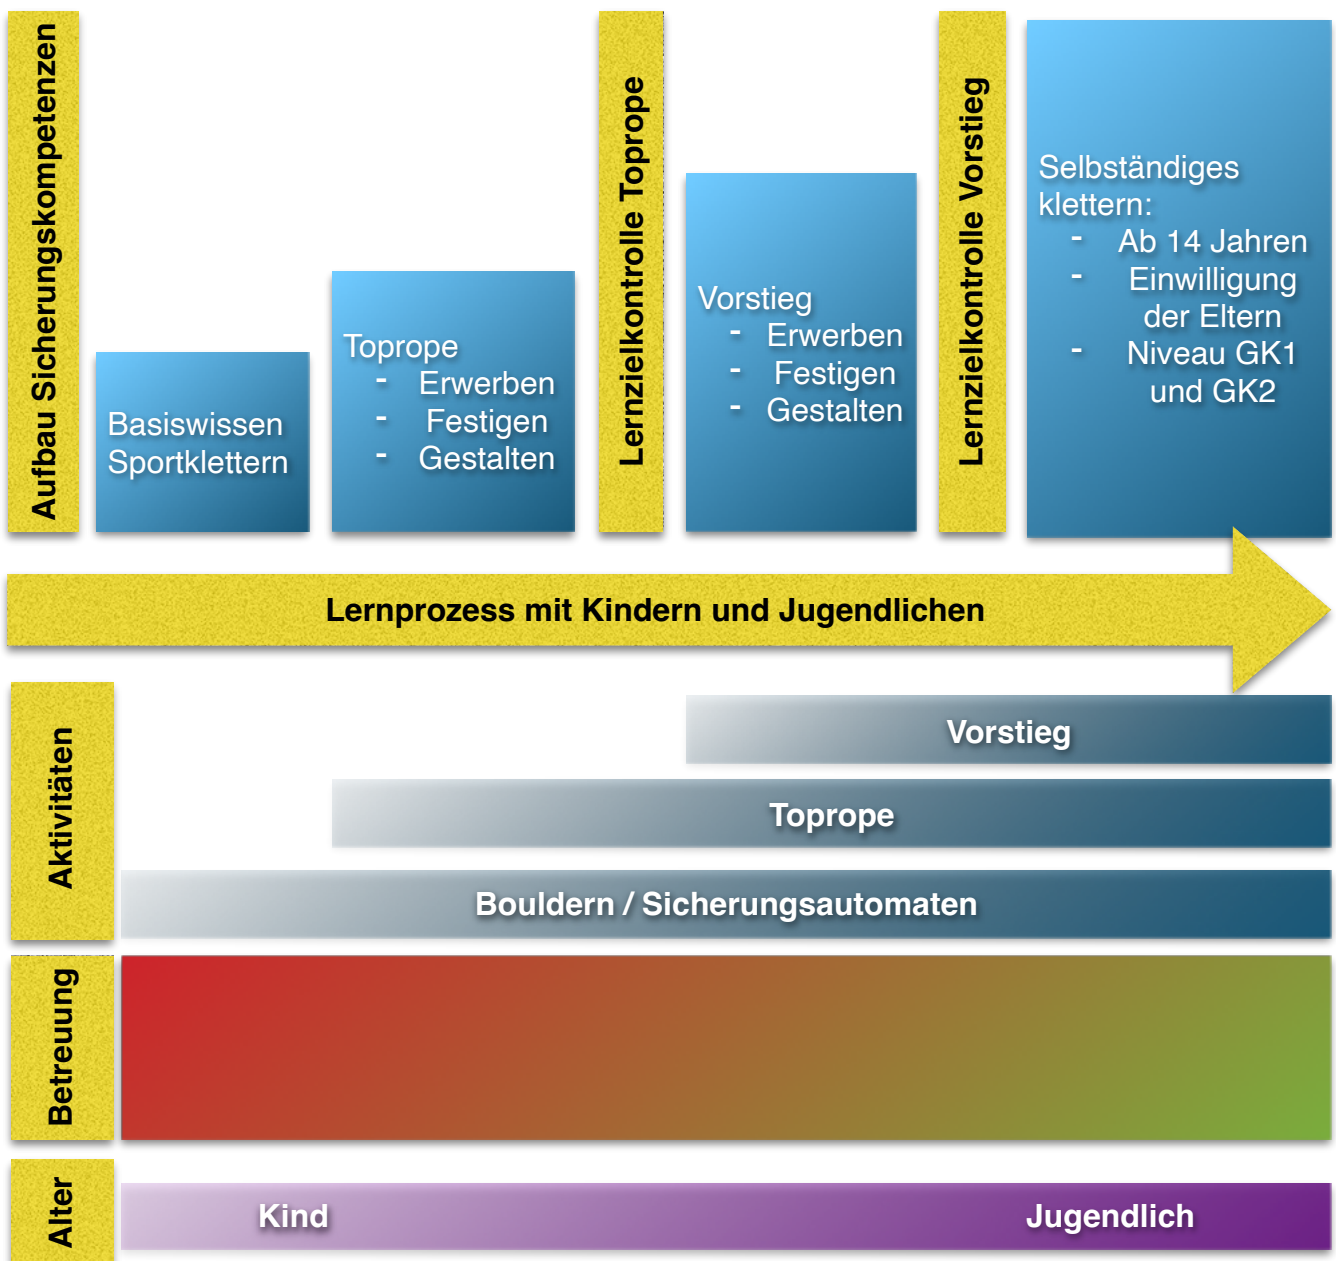 Aufbau Sicherungskompetenzen
Basiswissen
Sportklettern
Toprope
- Erwerben
- Festigen
- Gestalten
Lernzielkontrolle Toprope
Vorstieg
- Erwerben
- Festigen
- Gestalten
Lernzielkontrolle Vorstieg
Selbständiges
klettern:
- Ab 14 Jahren
- Einwilligung
der Eltern
- Niveau GK1
und GK2
Lernprozess mit Kindern und Jugendlichen
Aktivitäten
Vorstieg
Toprope
Bouldern / Sicherungsautomaten
Betreuung
Alter
Kind
Jugendlich